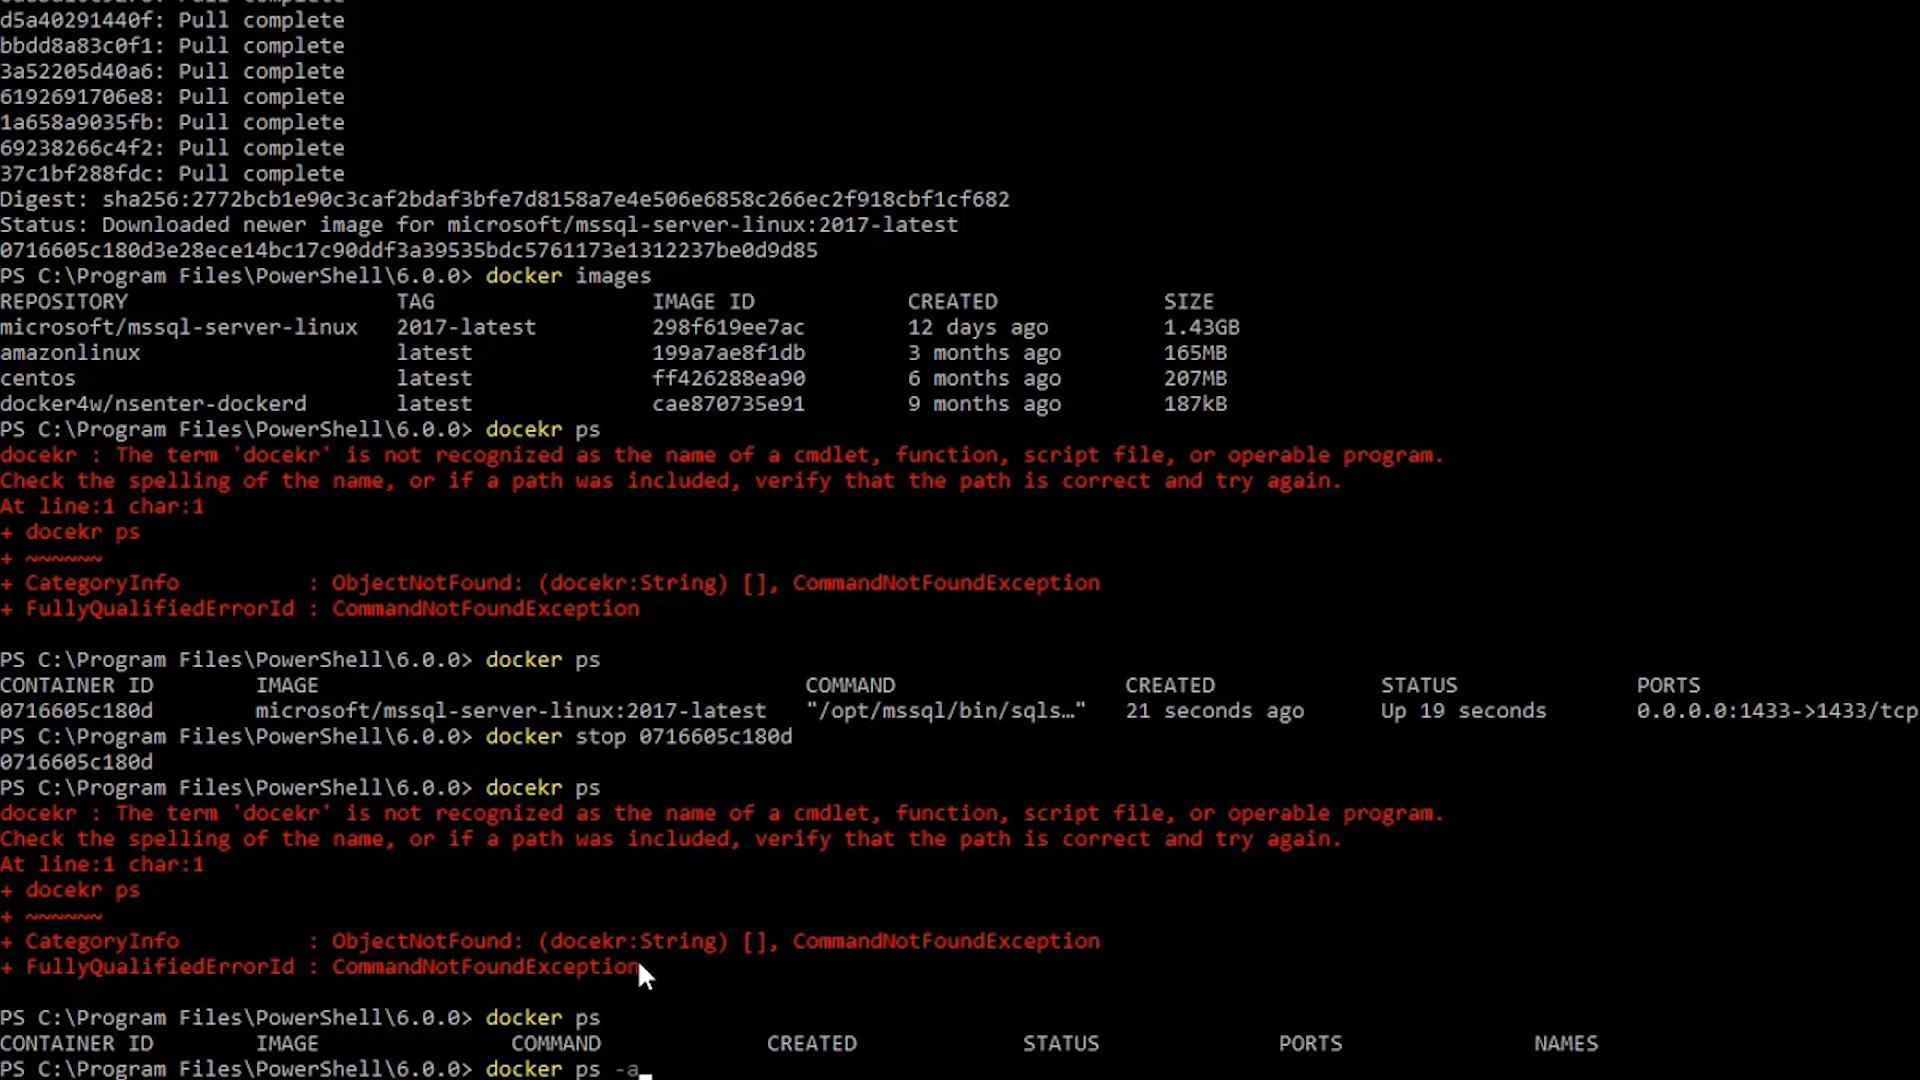 d5a40291440f: Pull complete
bbdd8a83c0f1: Pull complete
3a52205d40a6: Pull complete
6192691706e8: Pull complete
1a658a9035fb: Pull complete
69238266c4f2: Pull complete
37c1bf288fdc: Pull complete
Digest: sha256:2772bcb1e90c3caf2bdaf3bfe7d8158a7e4e506e6858c266ec2f918cbf1cf682
Status: Downloaded newer image for microsoft/mssql-server-linux:2017-latest
0716605c180d3e28ece14bc17c90ddf3a39535bdc5761173e1312237be0d9d85
PS C:\Program Files\PowerShell\6.0.0> docker images
REPOSITORY TAG IMAGE ID CREATED SIZE
microsoft/mssql-server-linux 2017-latest 298f619ee7ac 12 days ago 1.43GB
amazonlinux latest 199a7ae8f1db 3 months ago 165MB
centos latest ff426288ea90 6 months ago 207MB
docker4w/nsenter-dockerd latest cae870735e91 9 months ago 187kB
PS C:\Program Files\PowerShell\6.0.0> docekr ps
docekr : The term 'docekr' is not recognized as the name of a cmdlet, function, script file, or operable program.
Check the spelling of the name, or if a path was included, verify that the path is correct and try again.
At line:1 char:1
+ docekr ps
+ ~~~~~~
+ CategoryInfo : ObjectNotFound: (docekr:String) [], CommandNotFoundException
+ FullyQualifiedErrorId : CommandNotFoundException
PS C:\Program Files\PowerShell\6.0.0> docker ps
CONTAINER ID IMAGE COMMAND CREATED STATUS PORTS
0716605c180d microsoft/mssql-server-linux:2017-latest "/opt/mssql/bin/sqls…" 21 seconds ago Up 19 seconds 0.0.0.0:1433->1433/tcp
PS C:\Program Files\PowerShell\6.0.0> docker stop 0716605c180d
0716605c180d
PS C:\Program Files\PowerShell\6.0.0> docekr ps
docekr : The term 'docekr' is not recognized as the name of a cmdlet, function, script file, or operable program.
Check the spelling of the name, or if a path was included, verify that the path is correct and try again.
At line:1 char:1
+ docekr ps
+ ~~~~~~
+ CategoryInfo : ObjectNotFound: (docekr:String) [], CommandNotFoundException
+ FullyQualifiedErrorId : CommandNotFoundException
PS C:\Program Files\PowerShell\6.0.0> docker ps
CONTAINER ID IMAGE COMMAND CREATED STATUS PORTS NAMES
PS C:\Program Files\PowerShell\6.0.0> docker ps -a